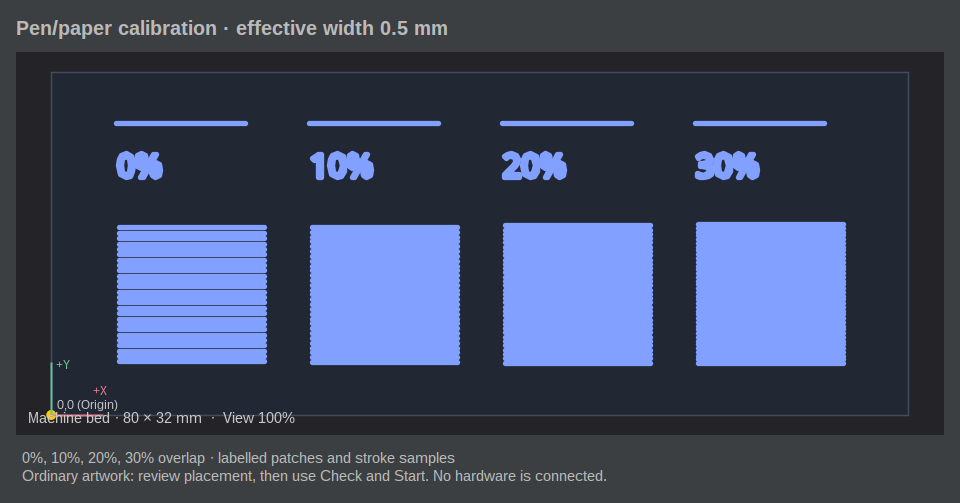 Pen/paper calibration · effective width 0.5 mm
0% 10% 20% 30%
+Y
+X
0,0 (Origin)
Machine bed · 80 × 32 mm · View 100%
0%, 10%, 20%, 30% overlap · labelled patches and stroke samples
Ordinary artwork: review placement, then use Check and Start. No hardware is connected.